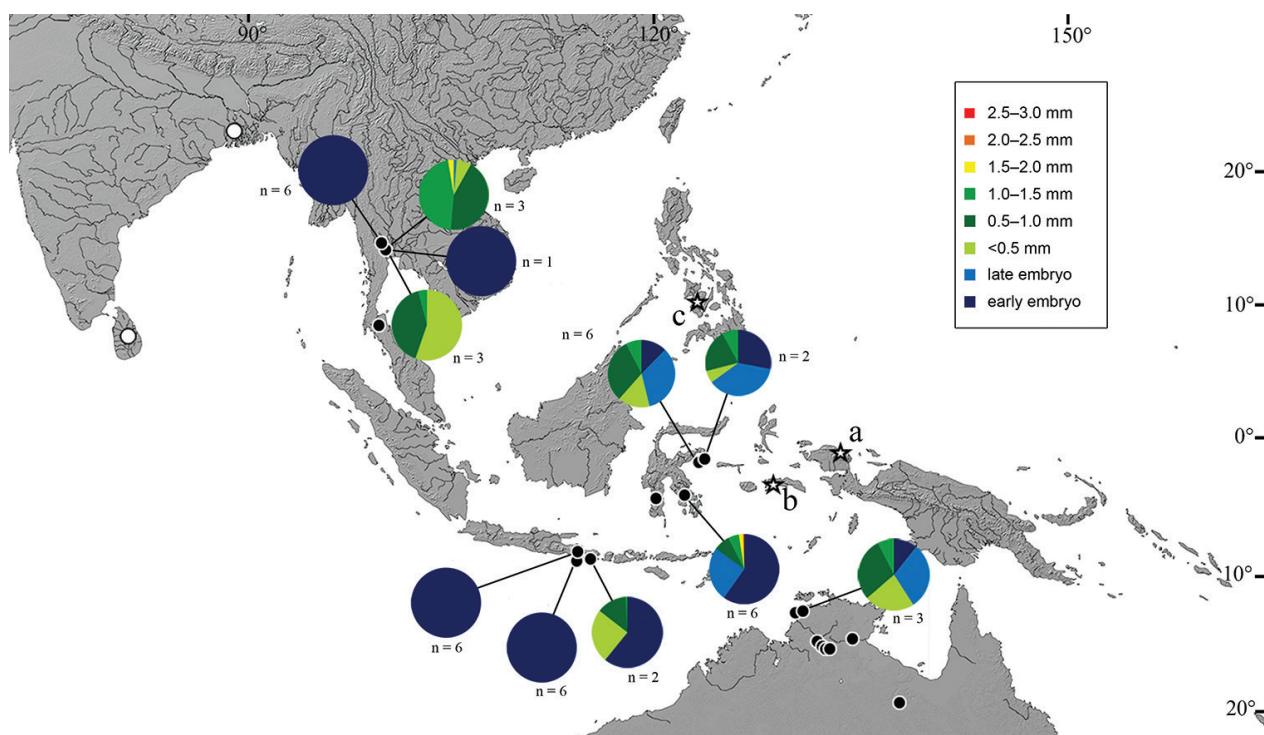 90°
120°
150°
2.5–3.0 mm
2.0–2.5 mm
1.5–2.0 mm
1.0–1.5 mm
0.5–1.0 mm
<0.5 mm
late embryo
early embryo
20°
n = 6
n = 3
n = 1
10°
c
n = 6
n = 3
n = 2
a
0°
b
10°
n = 6
n = 3
n = 6
n = 6
n = 2
20°